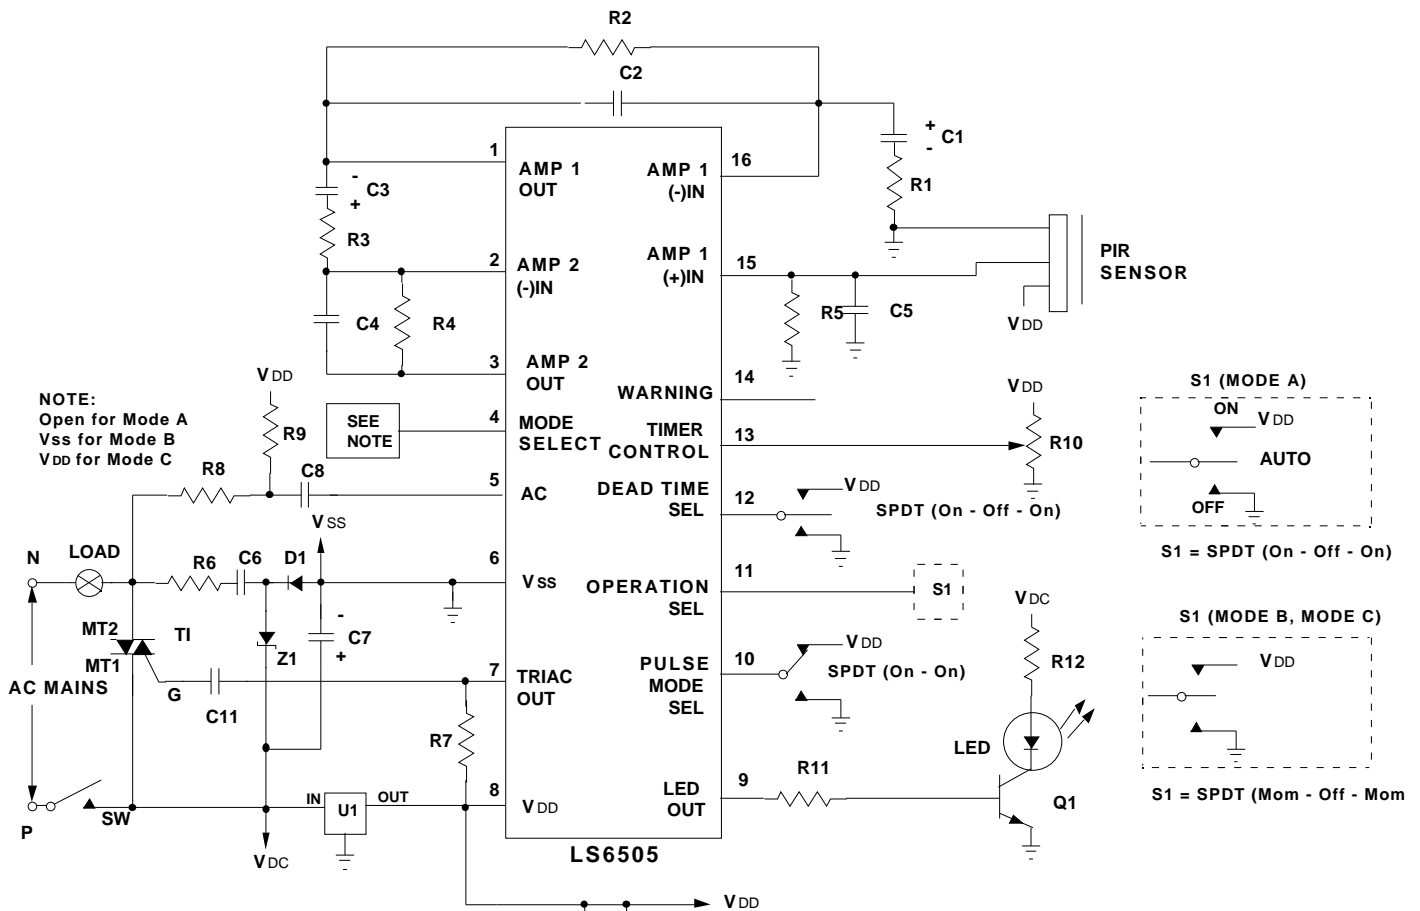 R2
C2
+
-
C1
R1
1
AMP 1
OUT
AMP 1
(-)IN
16
-
C3
+
R3
2
AMP 2
(-)IN
AMP 1
(+)IN
15
PIR
SENSOR
R5
C5
VDD
C4
R4
3
AMP 2
OUT
14
WARNING
VDD
NOTE:
Open for Mode A
Vss for Mode B
VDD for Mode C
VDD
R9
SEE
NOTE
4
MODE
SELECT
TIMER
CONTROL
13
R10
S1 (MODE A)
ON
VDD
AUTO
OFF
S1 = SPDT (On - Off - On)
R8
C8
5
AC
DEAD TIME
SEL
12
VDD
SPDT (On - Off - On)
VSS
N
LOAD
R6
C6
D1
6
VSS
OPERATION
SEL
11
S1
VDC
S1 (MODE B, MODE C)
VDD
S1 = SPDT (Mom - Off - Mom
MT2
TI
MT1
AC MAINS
G
C11
Z1
-
C7
+
7
TRIAC
OUT
PULSE
MODE
SEL
10
VDD
SPDT (On - On)
R12
LED
R7
P
SW
IN
U1
OUT
8
VDD
LED
OUT
9
R11
Q1
VDC
LS6505
VDD